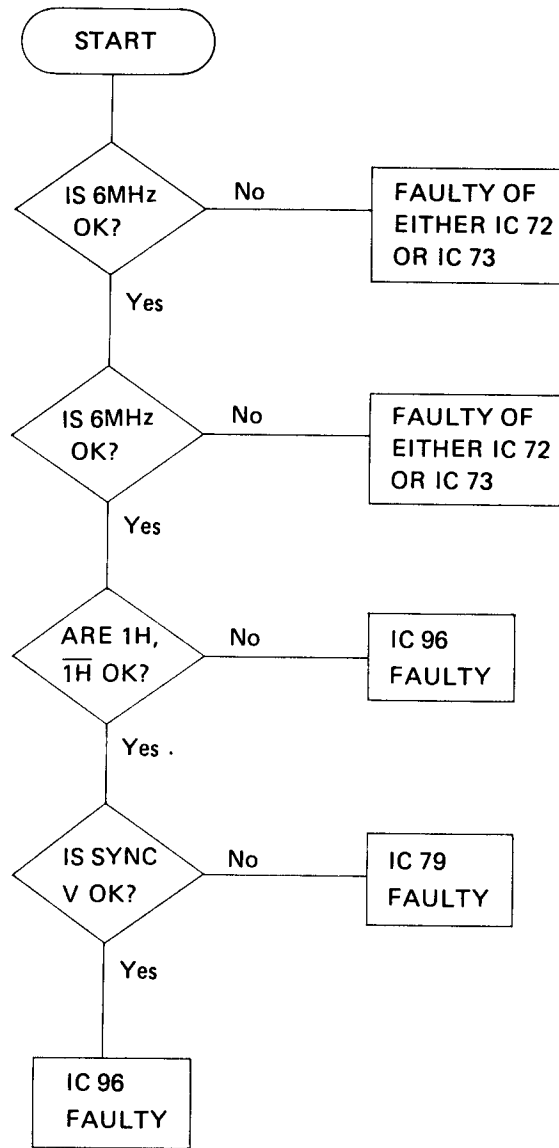 START
IS 6MHz
OK?
No
FAULTY OF
EITHER IC 72
OR IC 73
Yes
IS 6MHz
OK?
No
FAULTY OF
EITHER IC 72
OR IC 73
Yes
ARE 1H,
1H̅ OK?
No
IC 96
FAULTY
Yes .
IS SYNC
V OK?
No
IC 79
FAULTY
Yes
IC 96
FAULTY